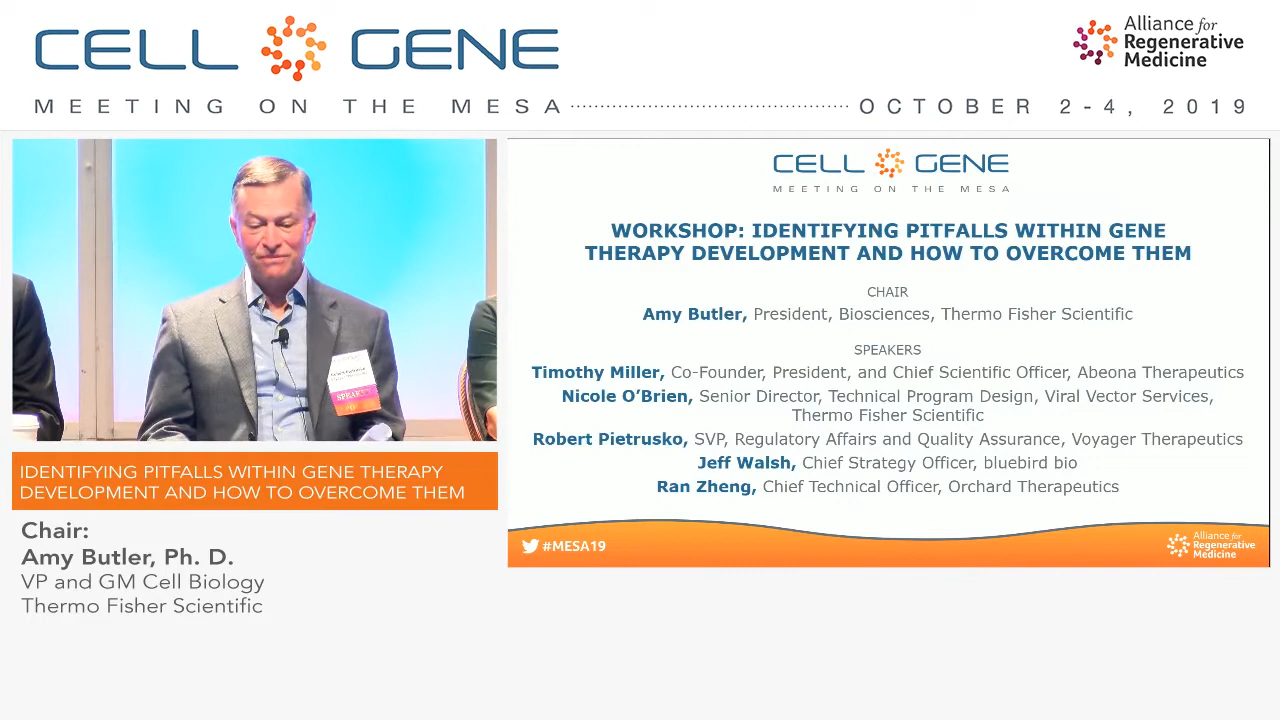 CELL GENE
MEETING ON THE MESA
OCTOBER 2-4, 2019
Alliance for
Regenerative
Medicine
SPEAKER
IDENTIFYING PITFALLS WITHIN GENE THERAPY
DEVELOPMENT AND HOW TO OVERCOME THEM
Chair:
Amy Butler, Ph. D.
VP and GM Cell Biology
Thermo Fisher Scientific
CELL GENE
MEETING ON THE MESA
WORKSHOP: IDENTIFYING PITFALLS WITHIN GENE
THERAPY DEVELOPMENT AND HOW TO OVERCOME THEM
CHAIR
Amy Butler, President, Biosciences, Thermo Fisher Scientific
SPEAKERS
Timothy Miller, Co-Founder, President, and Chief Scientific Officer, Abeona Therapeutics
Nicole O’Brien, Senior Director, Technical Program Design, Viral Vector Services,
Thermo Fisher Scientific
Robert Pietrusko, SVP, Regulatory Affairs and Quality Assurance, Voyager Therapeutics
Jeff Walsh, Chief Strategy Officer, bluebird bio
Ran Zheng, Chief Technical Officer, Orchard Therapeutics
#MESA19
Alliance for
Regenerative
Medicine